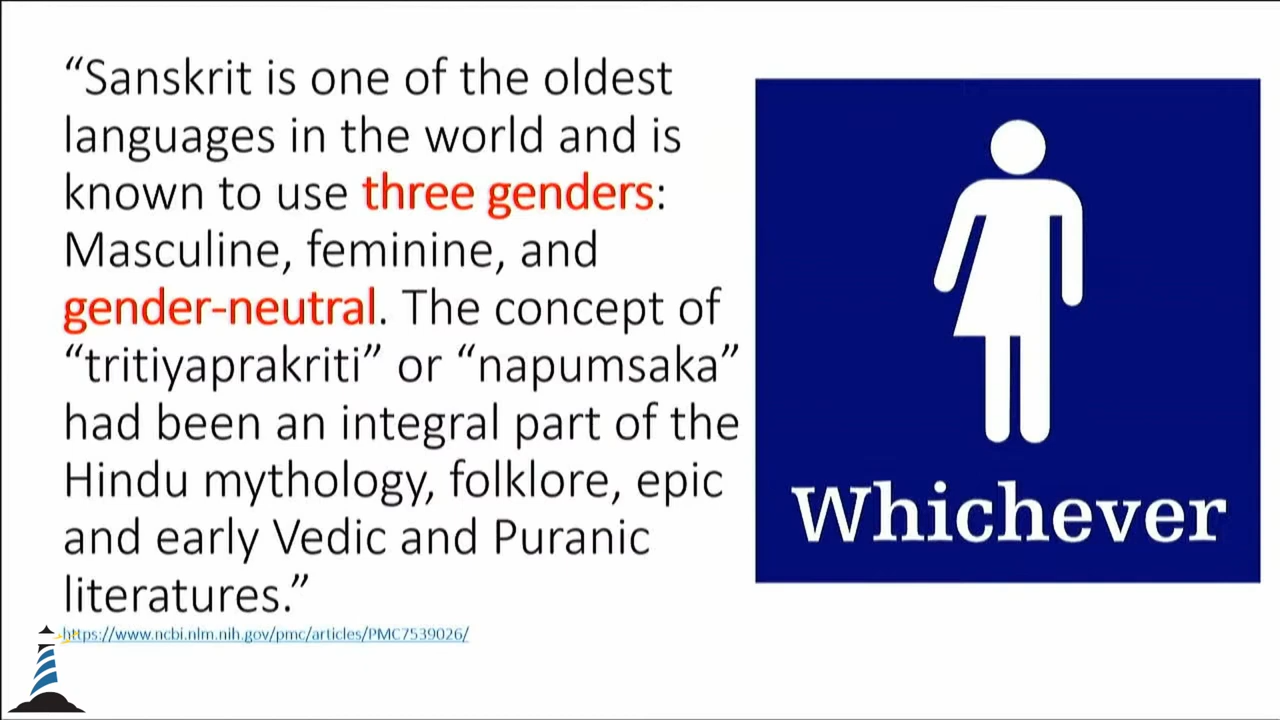 “Sanskrit is one of the oldest
languages in the world and is
known to use three genders:
Masculine, feminine, and
gender-neutral. The concept of
“tritiyaprakriti” or “napumsaka”
had been an integral part of the
Hindu mythology, folklore, epic
and early Vedic and Puranic
literatures.”
https://www.ncbi.nlm.nih.gov/pmc/articles/PMC7539026/
Whichever